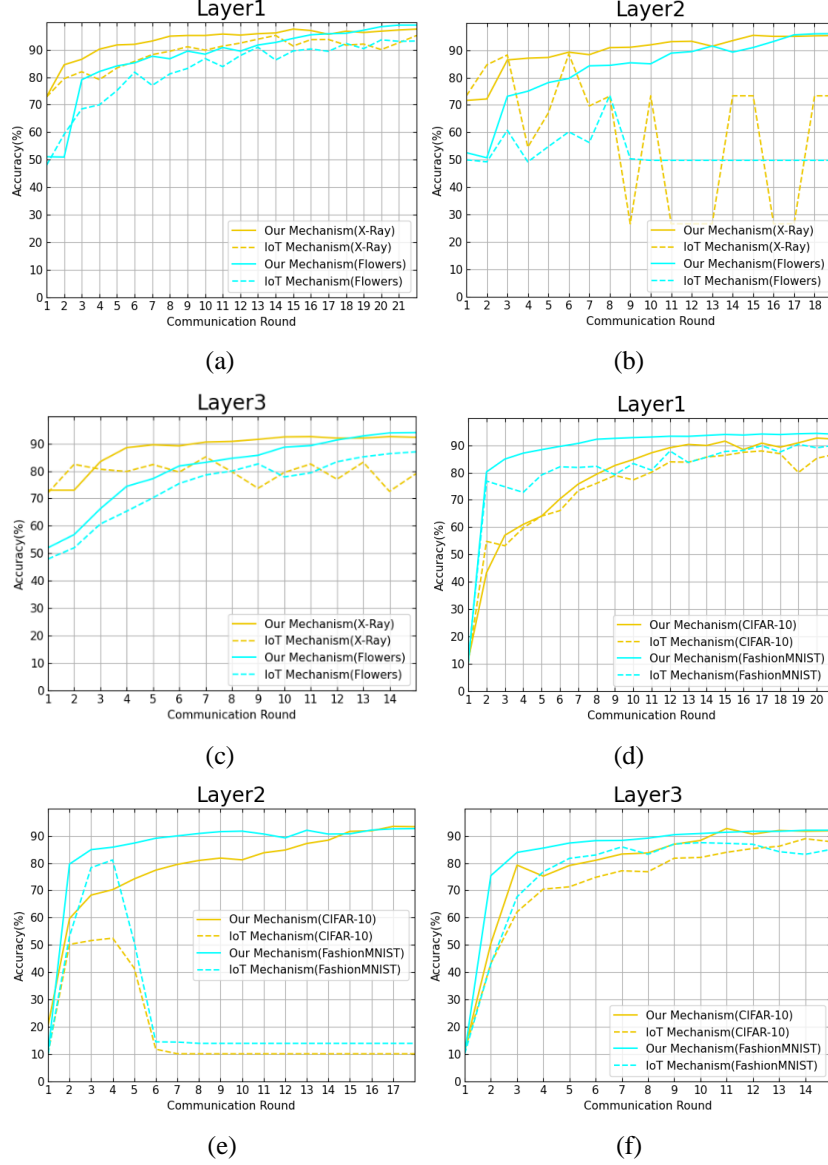 Layer1
Accuracy(%)
90
80
70
60
50
40
30
20
10
0
Our Mechanism(X-Ray)
IoT Mechanism(X-Ray)
Our Mechanism(Flowers)
IoT Mechanism(Flowers)
1 2 3 4 5 6 7 8 9 10 11 12 13 14 15 16 17 18 19 20 21
Communication Round
(a)
Layer2
Accuracy(%)
90
80
70
60
50
40
30
20
10
0
Our Mechanism(X-Ray)
IoT Mechanism(X-Ray)
Our Mechanism(Flowers)
IoT Mechanism(Flowers)
1 2 3 4 5 6 7 8 9 10 11 12 13 14 15 16 17 18
Communication Round
(b)
Layer3
Accuracy(%)
90
80
70
60
50
40
30
20
10
0
Our Mechanism(X-Ray)
IoT Mechanism(X-Ray)
Our Mechanism(Flowers)
IoT Mechanism(Flowers)
1 2 3 4 5 6 7 8 9 10 11 12 13 14
Communication Round
(c)
Layer1
Accuracy(%)
90
80
70
60
50
40
30
20
10
0
Our Mechanism(CIFAR-10)
IoT Mechanism(CIFAR-10)
Our Mechanism(FashionMNIST)
IoT Mechanism(FashionMNIST)
1 2 3 4 5 6 7 8 9 10 11 12 13 14 15 16 17 18 19 20
Communication Round
(d)
Layer2
Accuracy(%)
90
80
70
60
50
40
30
20
10
0
Our Mechanism(CIFAR-10)
IoT Mechanism(CIFAR-10)
Our Mechanism(FashionMNIST)
IoT Mechanism(FashionMNIST)
1 2 3 4 5 6 7 8 9 10 11 12 13 14 15 16 17
Communication Round
(e)
Layer3
Accuracy(%)
90
80
70
60
50
40
30
20
10
0
Our Mechanism(CIFAR-10)
IoT Mechanism(CIFAR-10)
Our Mechanism(FashionMNIST)
IoT Mechanism(FashionMNIST)
1 2 3 4 5 6 7 8 9 10 11 12 13 14
Communication Round
(f)